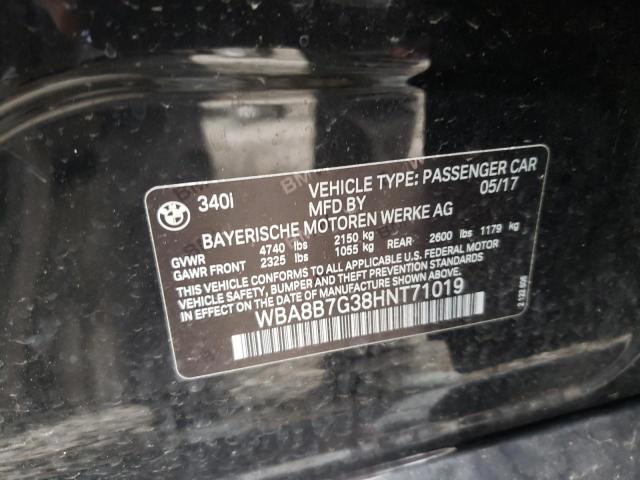 340i VEHICLE TYPE: PASSENGER CAR
MFD BY 05/17
BAYERISCHE MOTOREN WERKE AG
GVWR 4740 lbs 2150 kg
GAWR FRONT 2325 lbs 1055 kg REAR 2600 lbs 1179 kg
THIS VEHICLE CONFORMS TO ALL APPLICABLE U.S. FEDERAL MOTOR
VEHICLE SAFETY, BUMPER AND THEFT PREVENTION STANDARDS
IN EFFECT ON THE DATE OF MANUFACTURE SHOWN ABOVE.
WBA8B7G38HNT71019